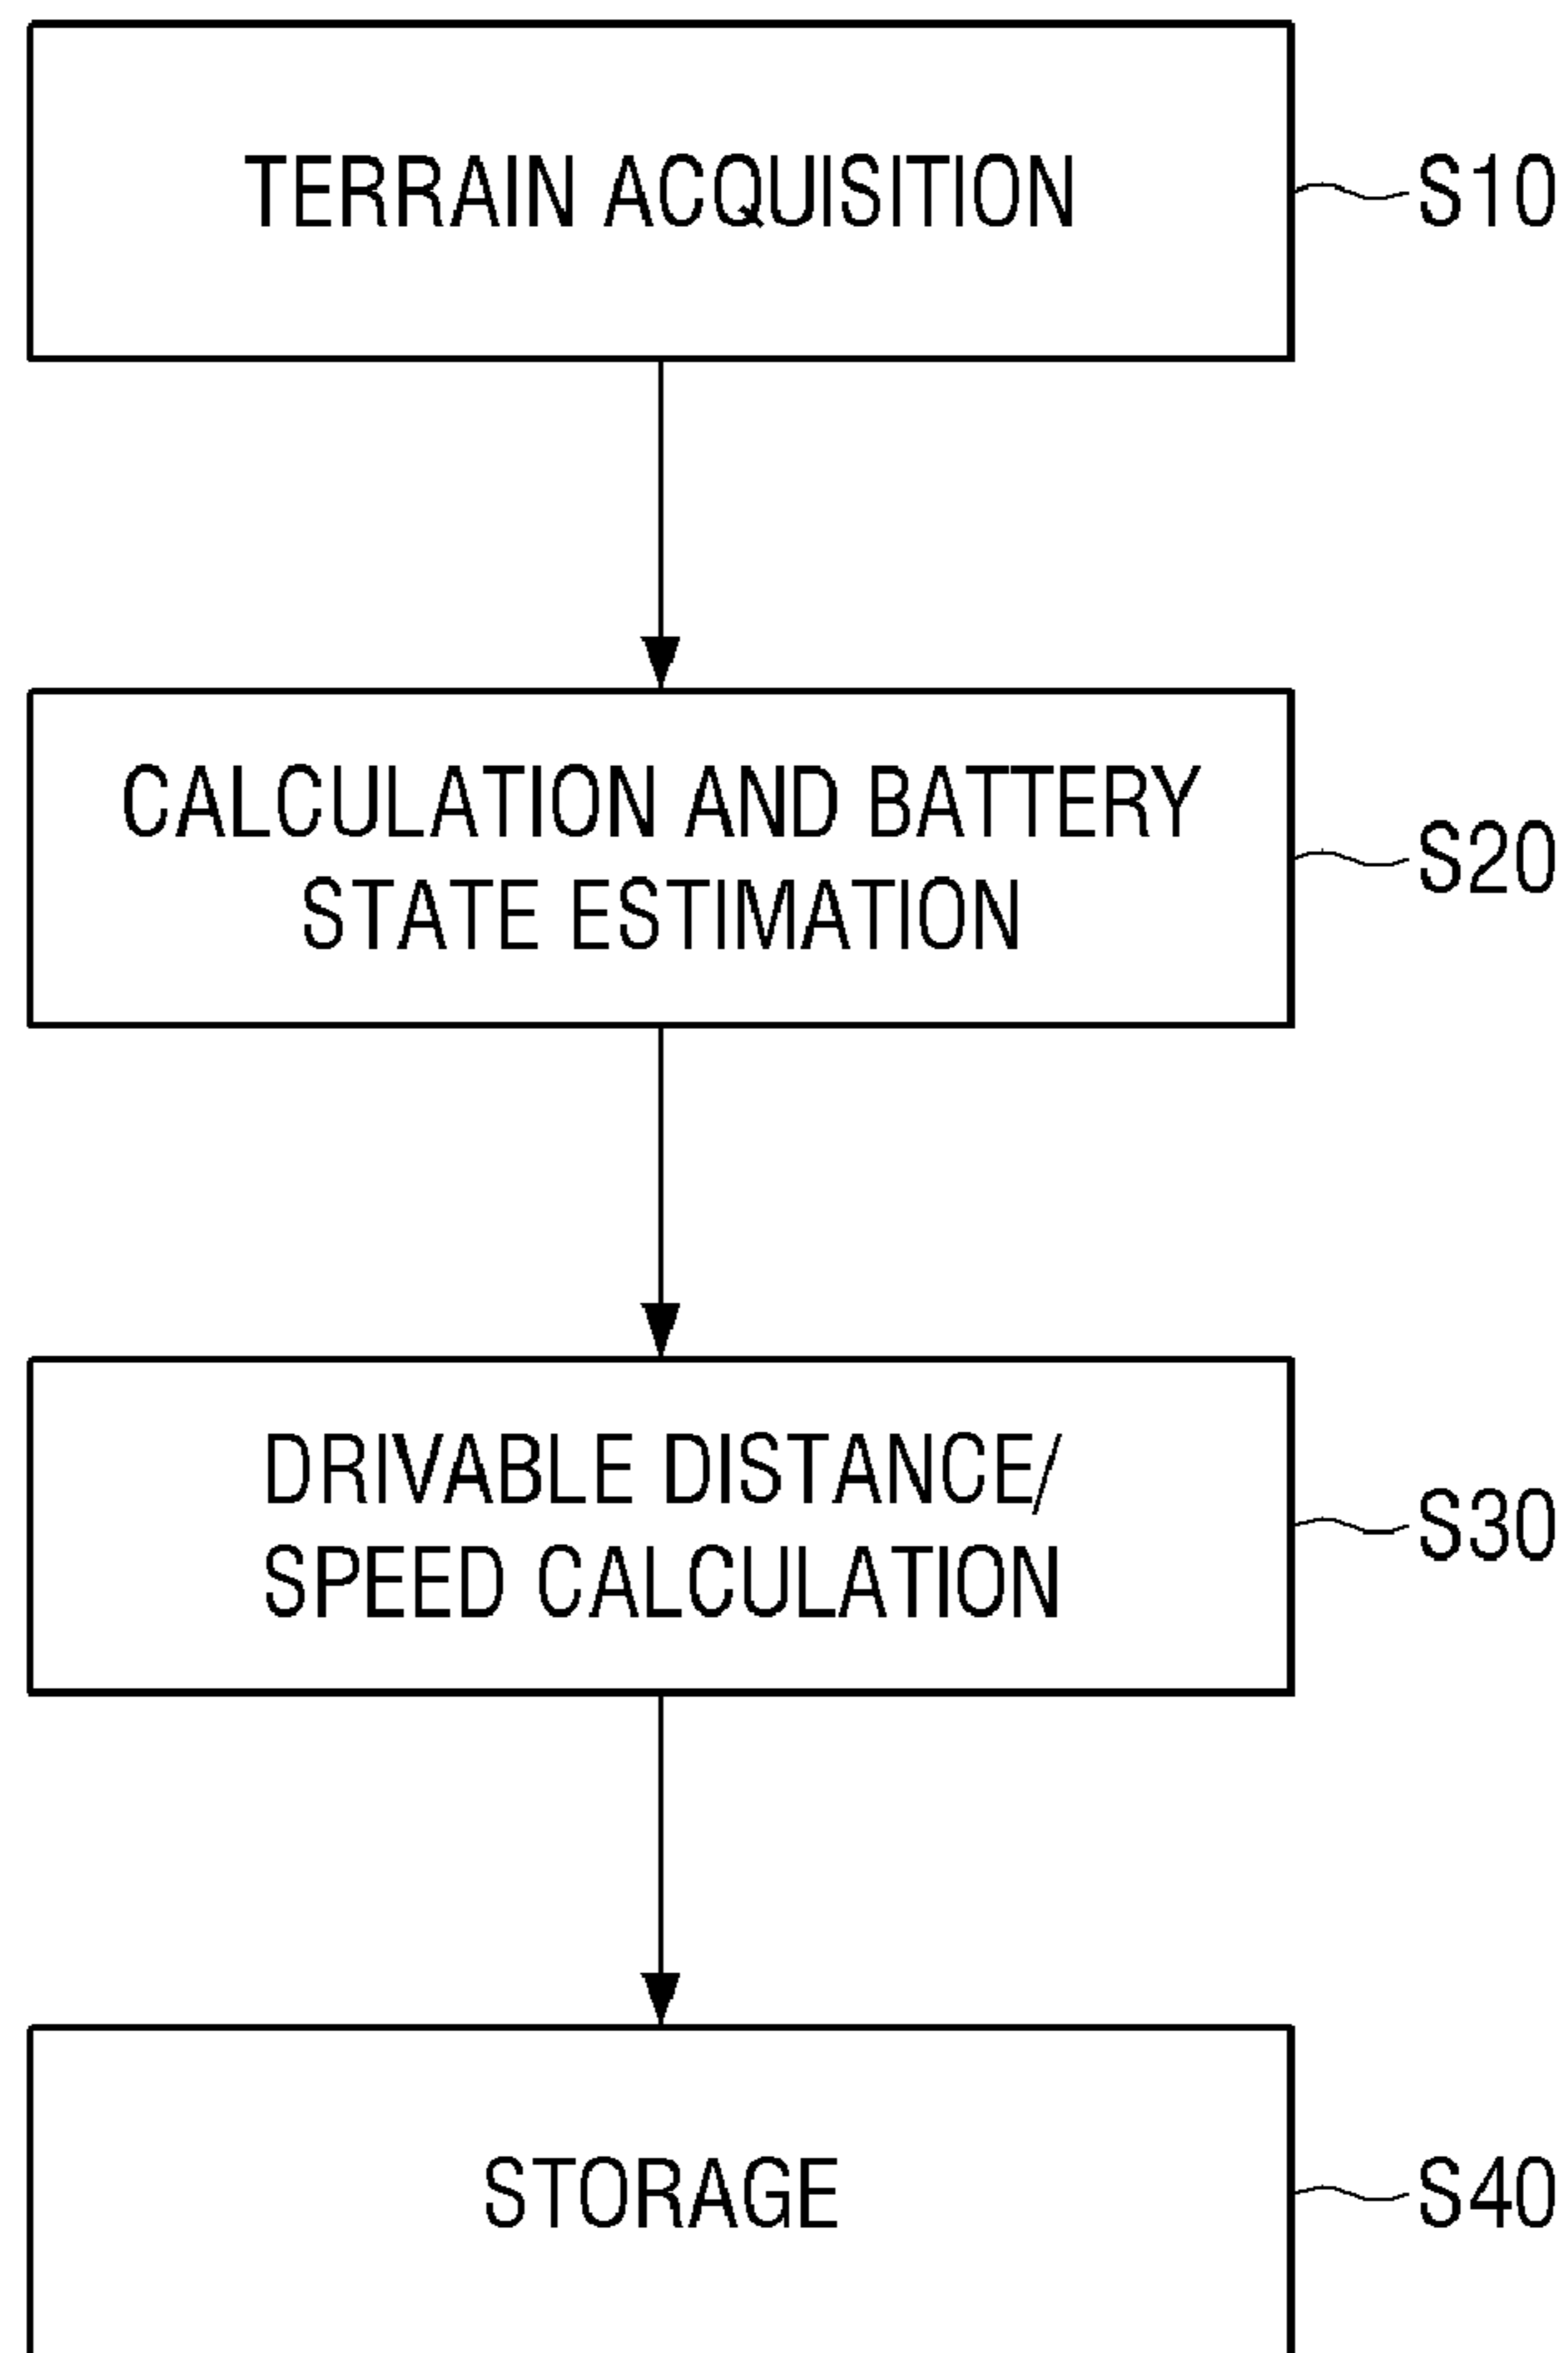 TERRAIN ACQUISITION
S10
CALCULATION AND BATTERY
STATE ESTIMATION
S20
DRIVABLE DISTANCE/
SPEED CALCULATION
S30
STORAGE
S40